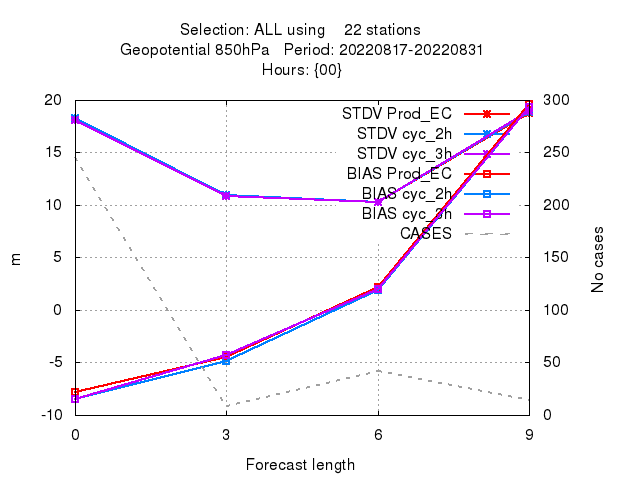 Selection: ALL using    22 stations
Geopotential 850hPa   Period: 20220817-20220831
Hours: {00}
STDV Prod_EC
STDV cyc_2h
STDV cyc_3h
BIAS Prod_EC
BIAS cyc_2h
BIAS cyc_3h
CASES
20
15
10
5
0
-5
-10
m
300
250
200
150
100
50
0
No cases
0 3 6 9
Forecast length